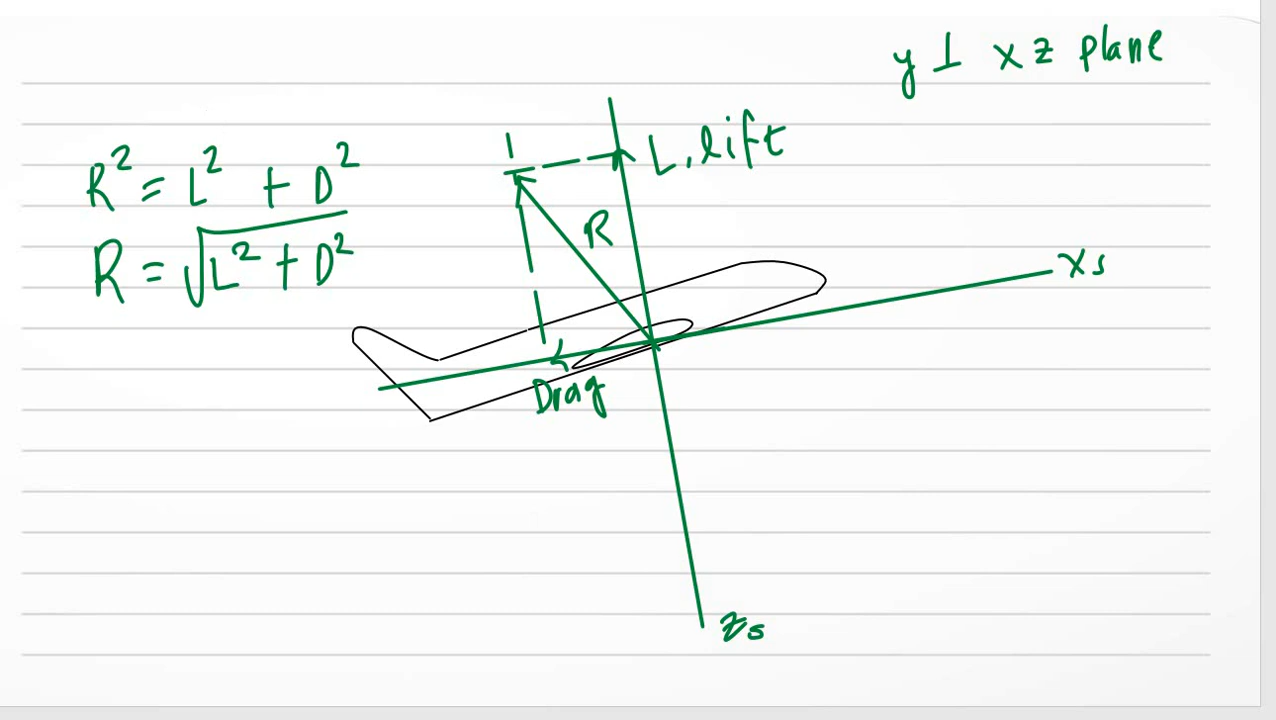 y ⊥ xz plane
R² = L² + D²
R = √L² + D²
L, lift
R
xs
Drag
zs